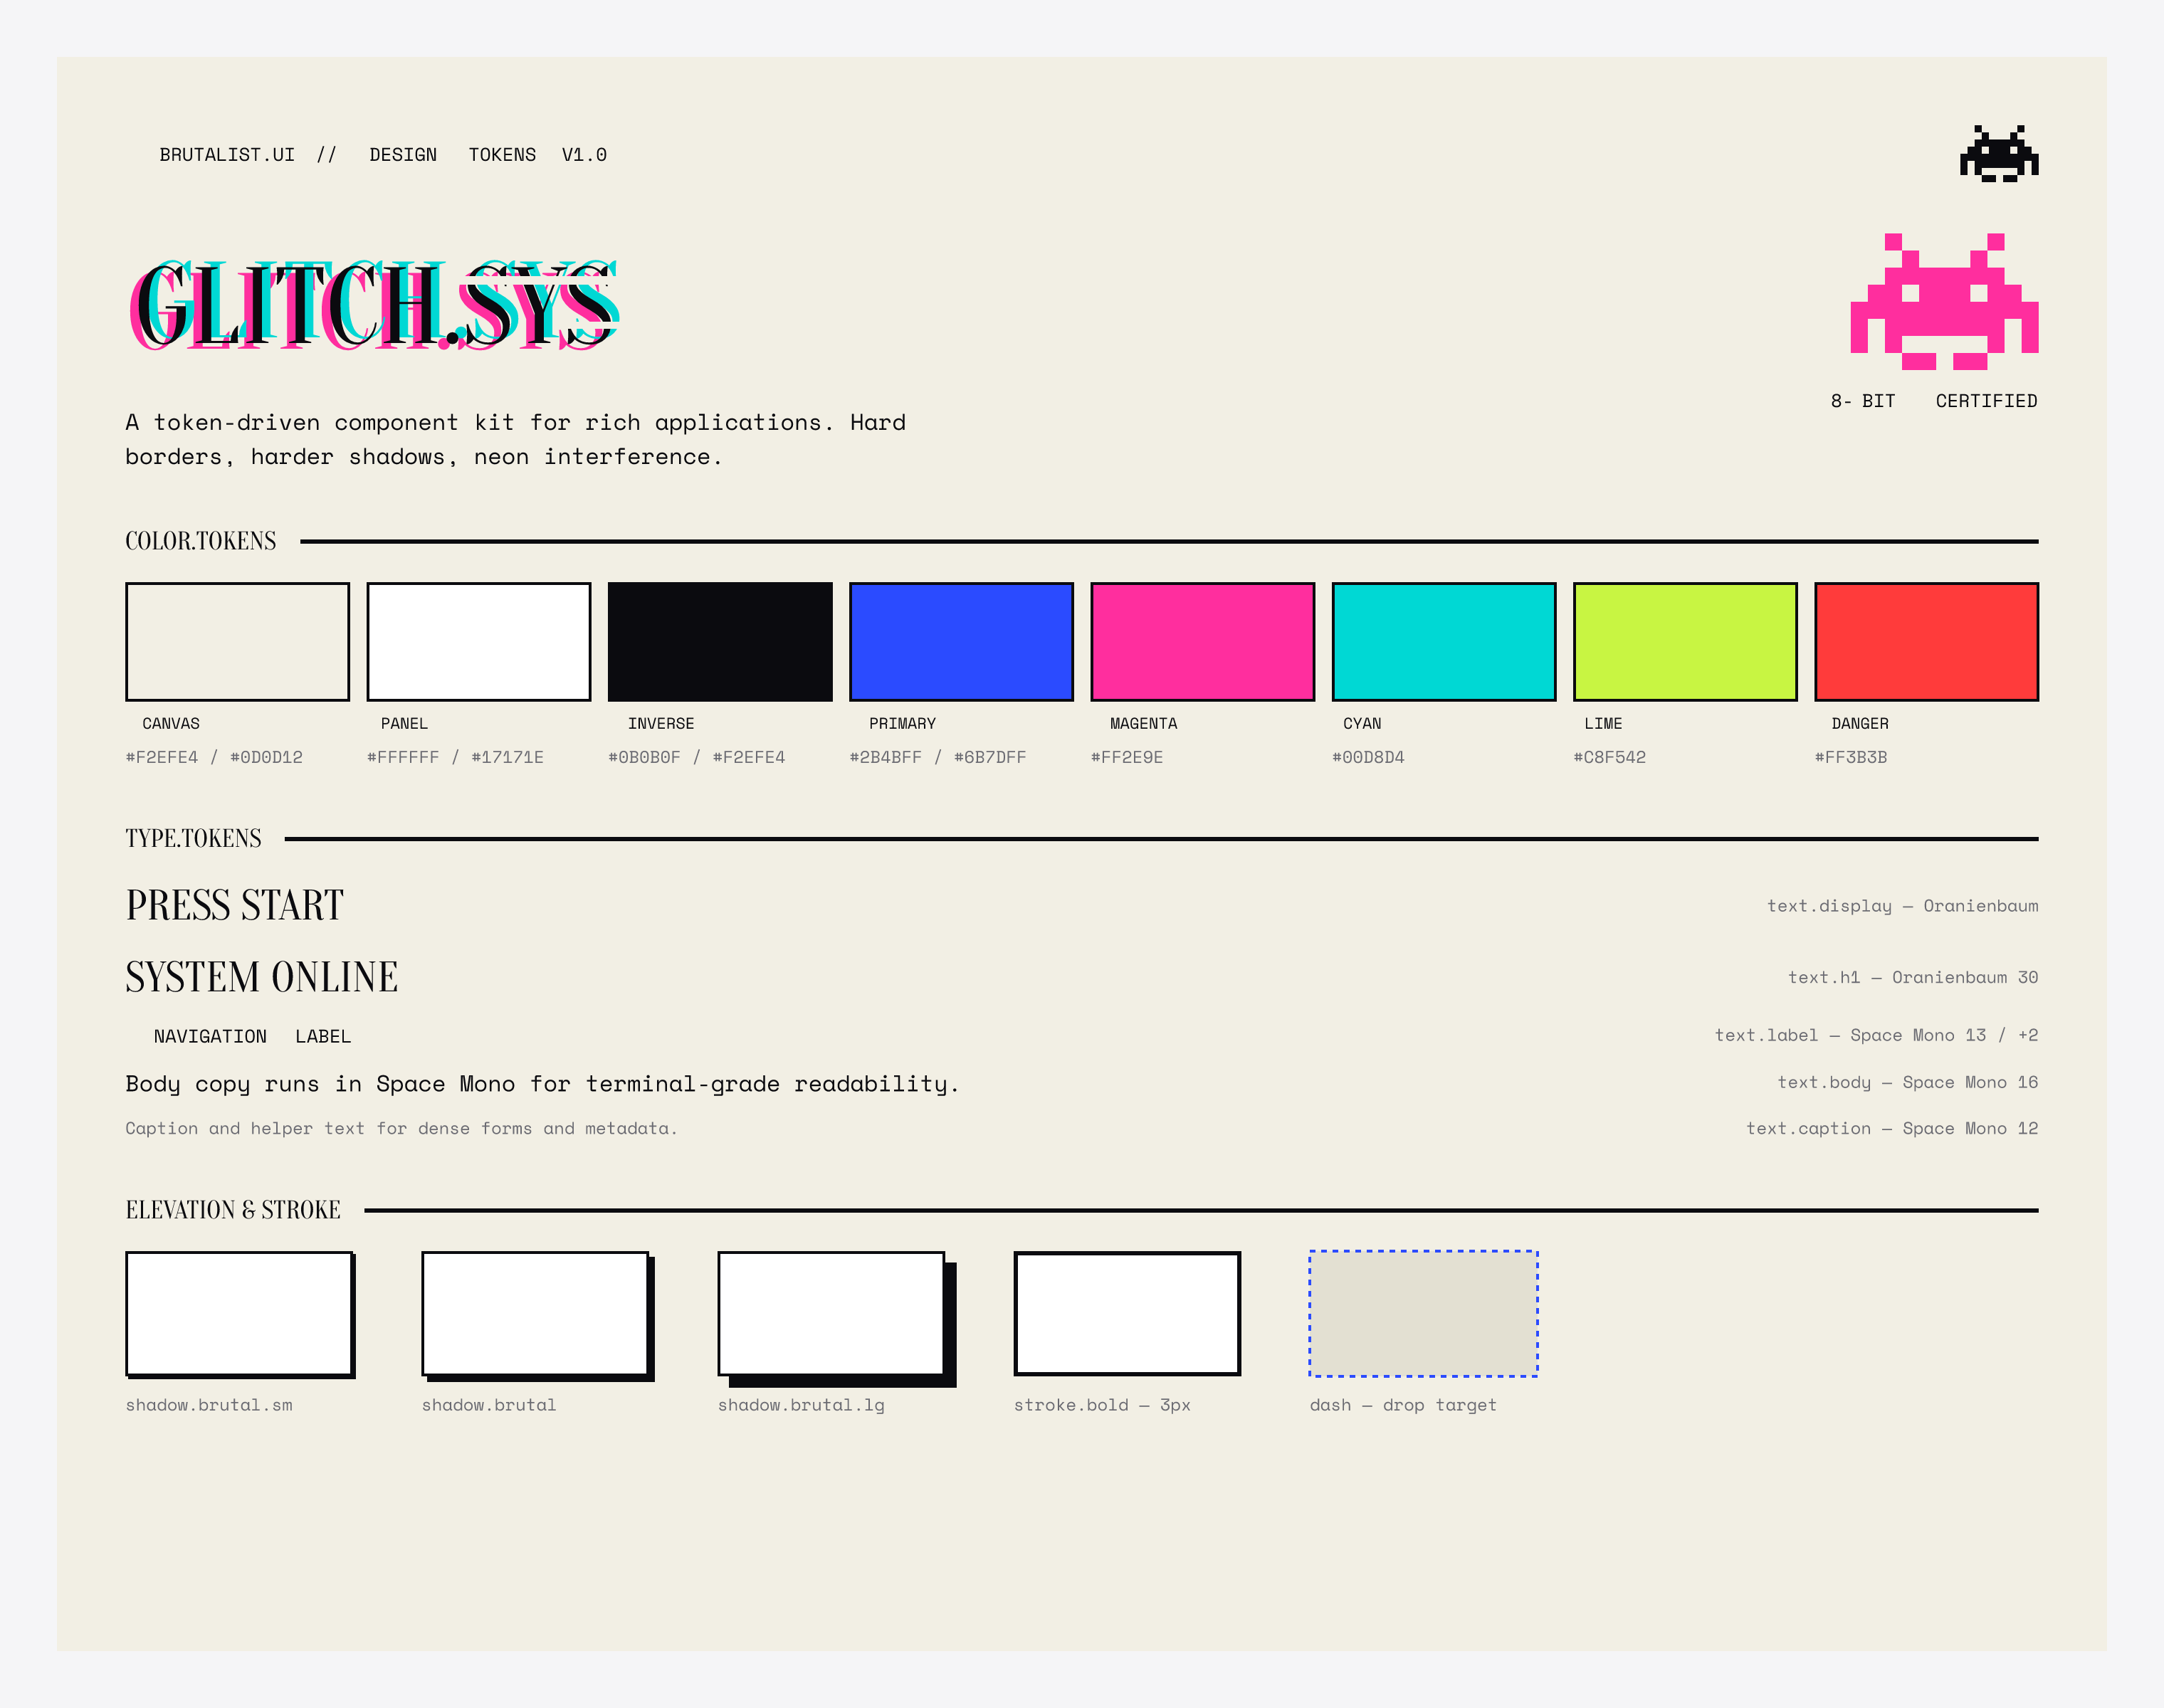 BRUTALIST.UI // DESIGN TOKENS V1.0
GLITCH.SYS
8- BIT CERTIFIED
A token-driven component kit for rich applications. Hard
borders, harder shadows, neon interference.
COLOR.TOKENS
CANVAS
#F2EFE4 / #0D0D12
PANEL
#FFFFFF / #17171E
INVERSE
#0B0B0F / #F2EFE4
PRIMARY
#2B4BFF / #6B7DFF
MAGENTA
#FF2E9E
CYAN
#00D8D4
LIME
#C8F542
DANGER
#FF3B3B
TYPE.TOKENS
PRESS START
text.display — Oranienbaum
SYSTEM ONLINE
text.h1 — Oranienbaum 30
NAVIGATION LABEL
text.label — Space Mono 13 / +2
Body copy runs in Space Mono for terminal-grade readability.
text.body — Space Mono 16
Caption and helper text for dense forms and metadata.
text.caption — Space Mono 12
ELEVATION & STROKE
shadow.brutal.sm
shadow.brutal
shadow.brutal.lg
stroke.bold — 3px
dash — drop target